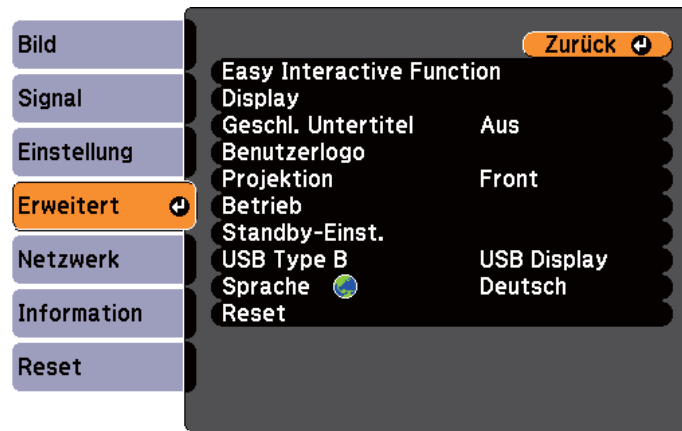 Bild
Signal
Einstellung
Erweitert
Netzwerk
Information
Reset
Zurück
Easy Interactive Function
Display
Geschl. Untertitel Aus
Benutzerlogo
Projektion Front
Betrieb
Standby-Einst.
USB Type B USB Display
Sprache Deutsch
Reset